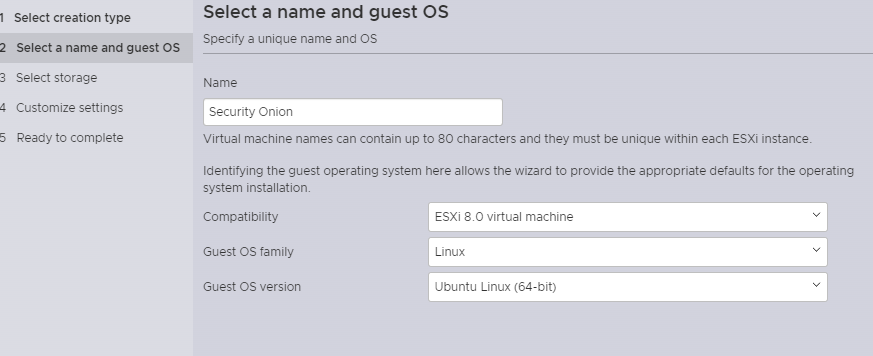 1 Select creation type
2 Select a name and guest OS
3 Select storage
4 Customize settings
5 Ready to complete
Select a name and guest OS
Specify a unique name and OS
Name
Security Onion
Virtual machine names can contain up to 80 characters and they must be unique within each ESXi instance.
Identifying the guest operating system here allows the wizard to provide the appropriate defaults for the operating
system installation.
Compatibility ESXi 8.0 virtual machine
Guest OS family Linux
Guest OS version Ubuntu Linux (64-bit)